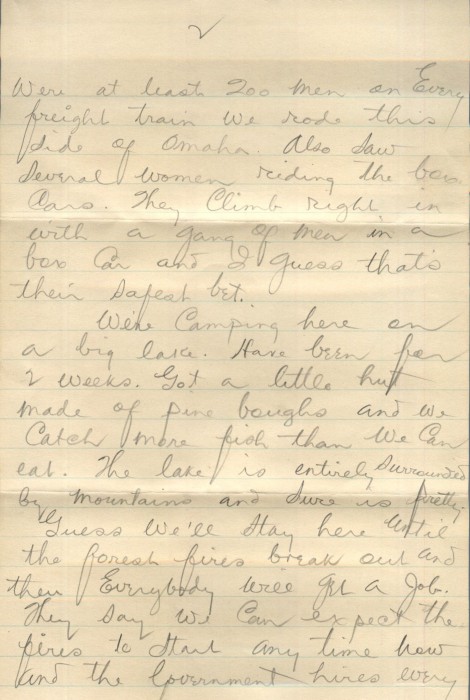 2
Were at least 200 men on Every
freight train we rode this
side of Omaha. Also saw
several women riding the box
Cars. They Climb right in
with a gang of men in a
box Car and I guess that's
their safest bet.
We're Camping here on
a big lake. Have been for
2 weeks. Got a little hut
made of pine boughs and we
Catch more fish than We Can
eat. The lake is entirely surrounded
by mountains and sure is pretty.
Guess We'll stay here until
the forest fires break out and
then Everybody will get a Job.
They say we Can expect the
fires to start any time now
and the Government hires every